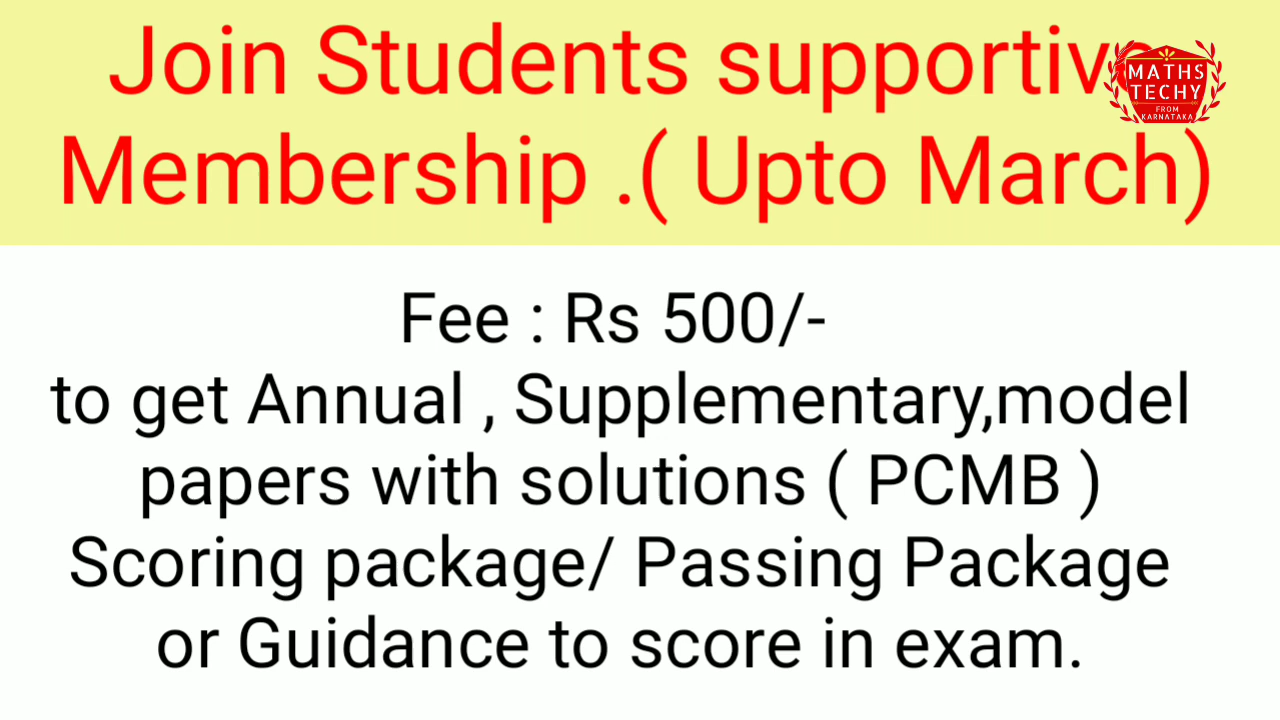 Join Students supportive
Membership .( Upto March)
MATHS
TECHY
FROM
KARNATAKA
Fee : Rs 500/-
to get Annual , Supplementary,model
papers with solutions ( PCMB )
Scoring package/ Passing Package
or Guidance to score in exam.